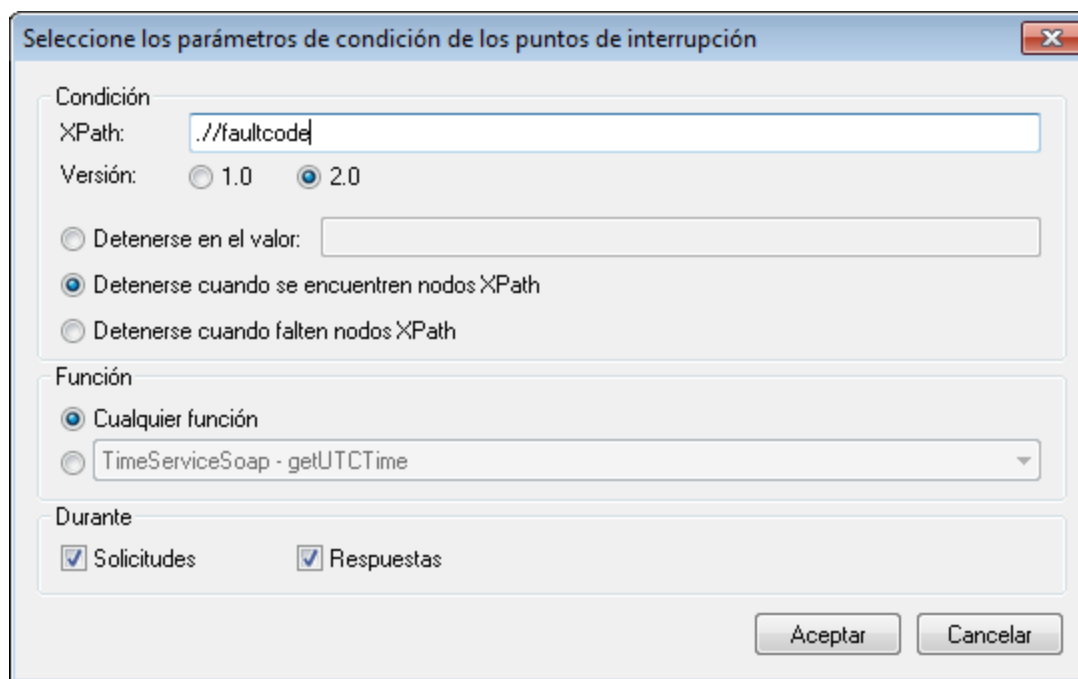 Seleccione los parámetros de condición de los puntos de interrupción
Condición
XPath: .//faultcode
Versión: 1.0 2.0
Detenerse en el valor:
Detenerse cuando se encuentren nodos XPath
Detenerse cuando falten nodos XPath
Función
Cualquier función
TimeServiceSoap - getUTCTime
Durante
Solicitudes Respuestas
Aceptar Cancelar